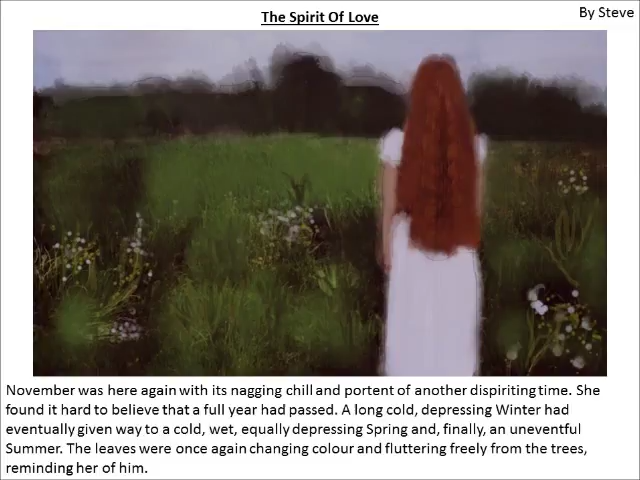 The Spirit Of Love
By Steve
November was here again with its nagging chill and portent of another dispiriting time. She
found it hard to believe that a full year had passed. A long cold, depressing Winter had
eventually given way to a cold, wet, equally depressing Spring and, finally, an uneventful
Summer. The leaves were once again changing colour and fluttering freely from the trees,
reminding her of him.